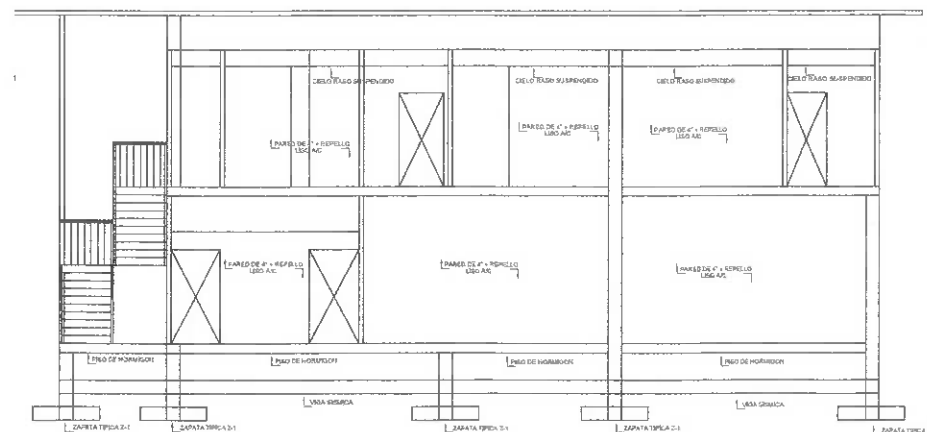 1
CIELO RASO SUSPENDIDO
CIELO RASO SUSPENDIDO
CIELO RASO SUSPENDIDO
CIELO RASO SUSPENDIDO
PARED DE 4" + REPELLO
LISO A/C
PARED DE 4" + REPELLO
LISO A/C
PARED DE 4" + REPELLO
LISO A/C
PARED DE 4" + REPELLO
LISO A/C
PARED DE 4" + REPELLO
LISO A/C
PARED DE 4" + REPELLO
LISO A/C
PISO DE HORMIGON
PISO DE HORMIGON
PISO DE HORMIGON
PISO DE HORMIGON
VIGA SISMICA
VIGA SISMICA
ZAPATA TIPICA Z-1
ZAPATA TIPICA Z-1
ZAPATA TIPICA Z-1
ZAPATA TIPICA Z-1
ZAPATA TIPICA